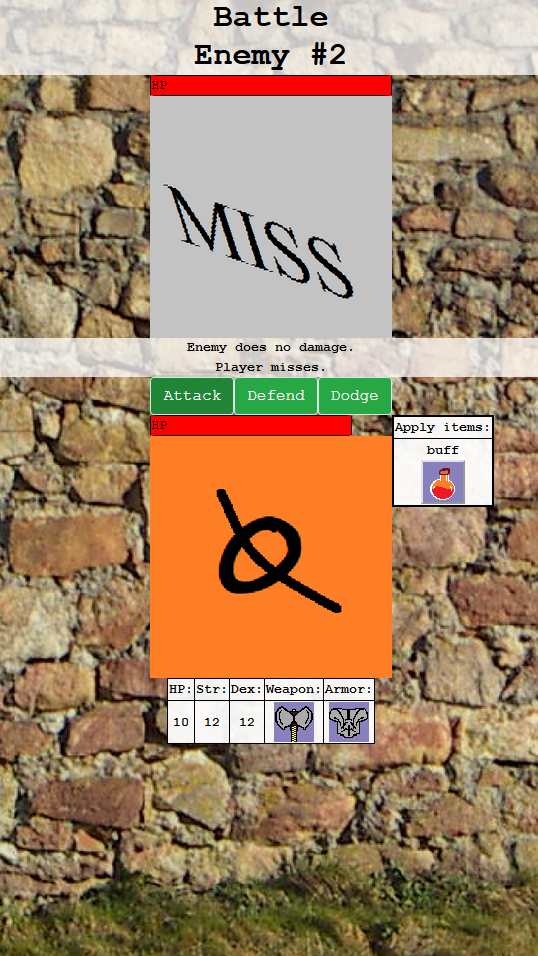 Battle
Enemy #2
HP
MISS
Enemy does no damage.
Player misses.
Attack Defend Dodge
HP
Apply items:
buff
HP: Str: Dex: Weapon: Armor:
10 12 12